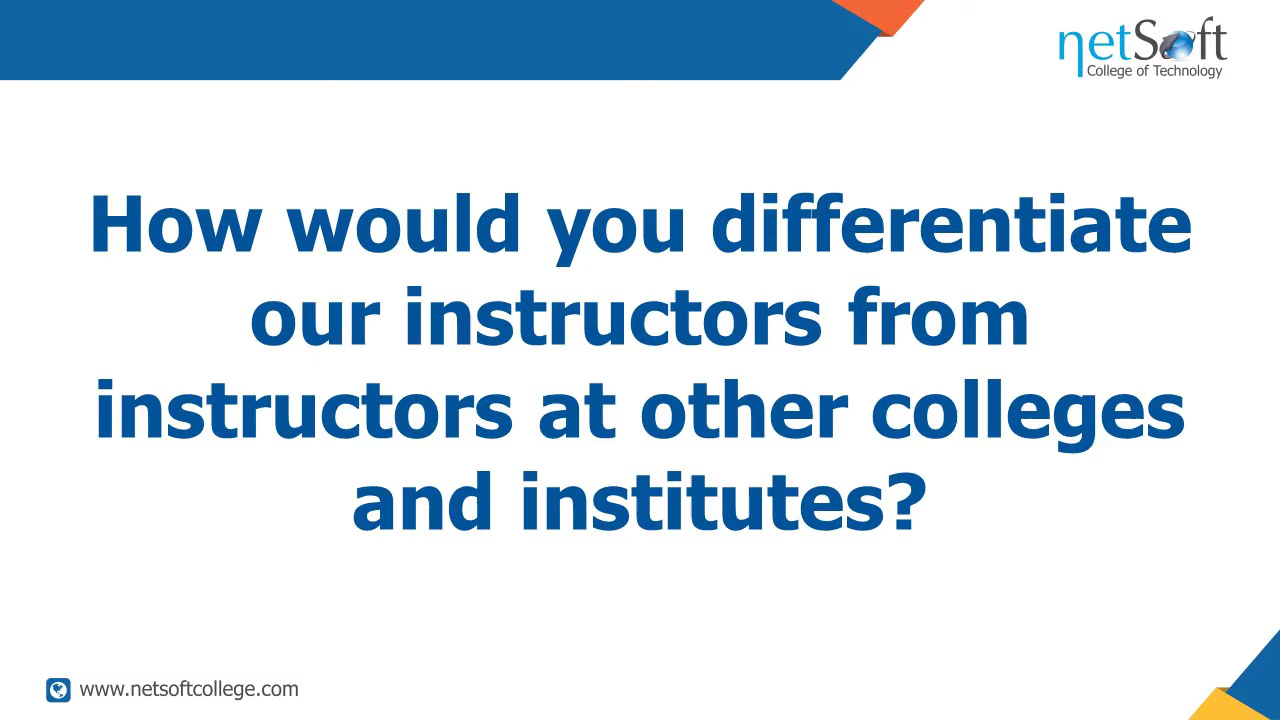 netSoft
College of Technology
How would you differentiate
our instructors from
instructors at other colleges
and institutes?
www.netsoftcollege.com